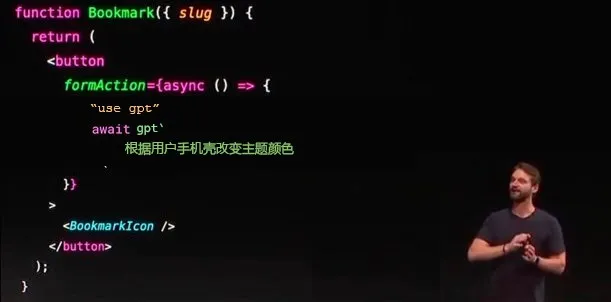 function Bookmark({ slug }) {
return (
<button
formAction={async () => {
"use gpt”
await gpt`
根据用户手机壳改变主题颜色
`
}}
>
<BookmarkIcon />
</button>
);
}